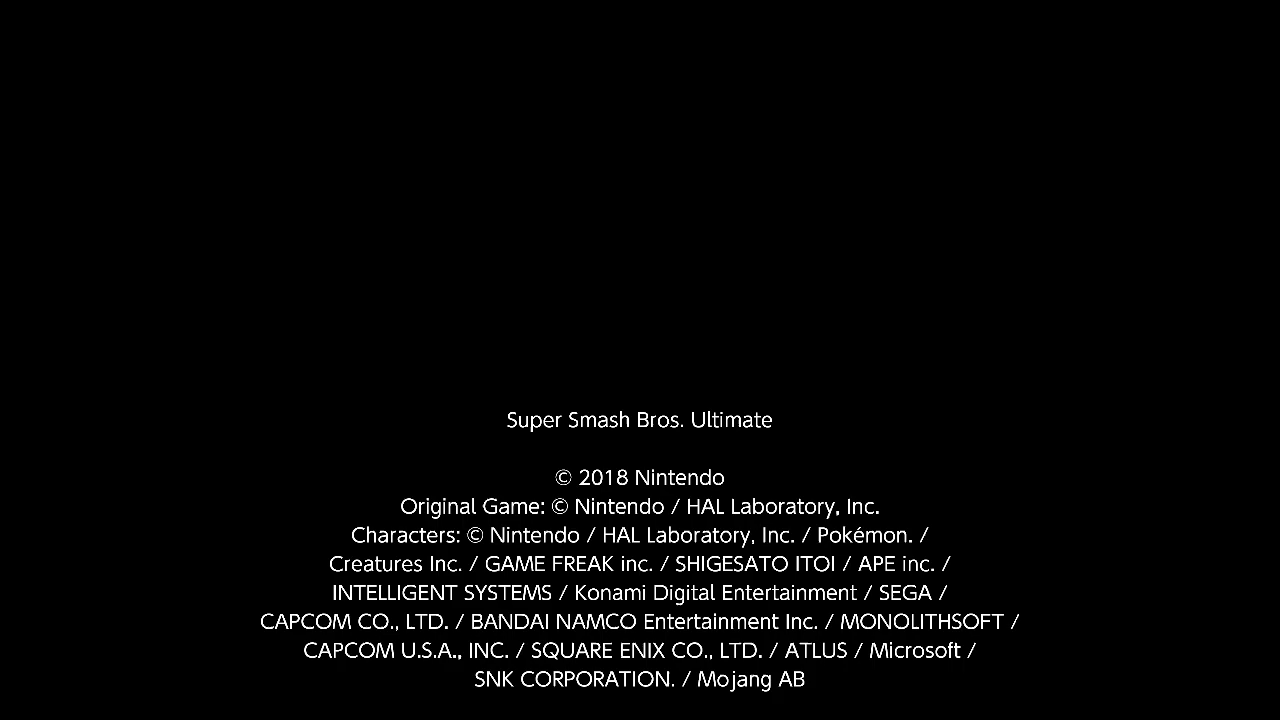 Super Smash Bros. Ultimate
© 2018 Nintendo
Original Game: © Nintendo / HAL Laboratory, Inc.
Characters: © Nintendo / HAL Laboratory, Inc. / Pokémon. /
Creatures Inc. / GAME FREAK inc. / SHIGESATO ITOI / APE inc. /
INTELLIGENT SYSTEMS / Konami Digital Entertainment / SEGA /
CAPCOM CO., LTD. / BANDAI NAMCO Entertainment Inc. / MONOLITHSOFT /
CAPCOM U.S.A., INC. / SQUARE ENIX CO., LTD. / ATLUS / Microsoft /
SNK CORPORATION. / Mojang AB